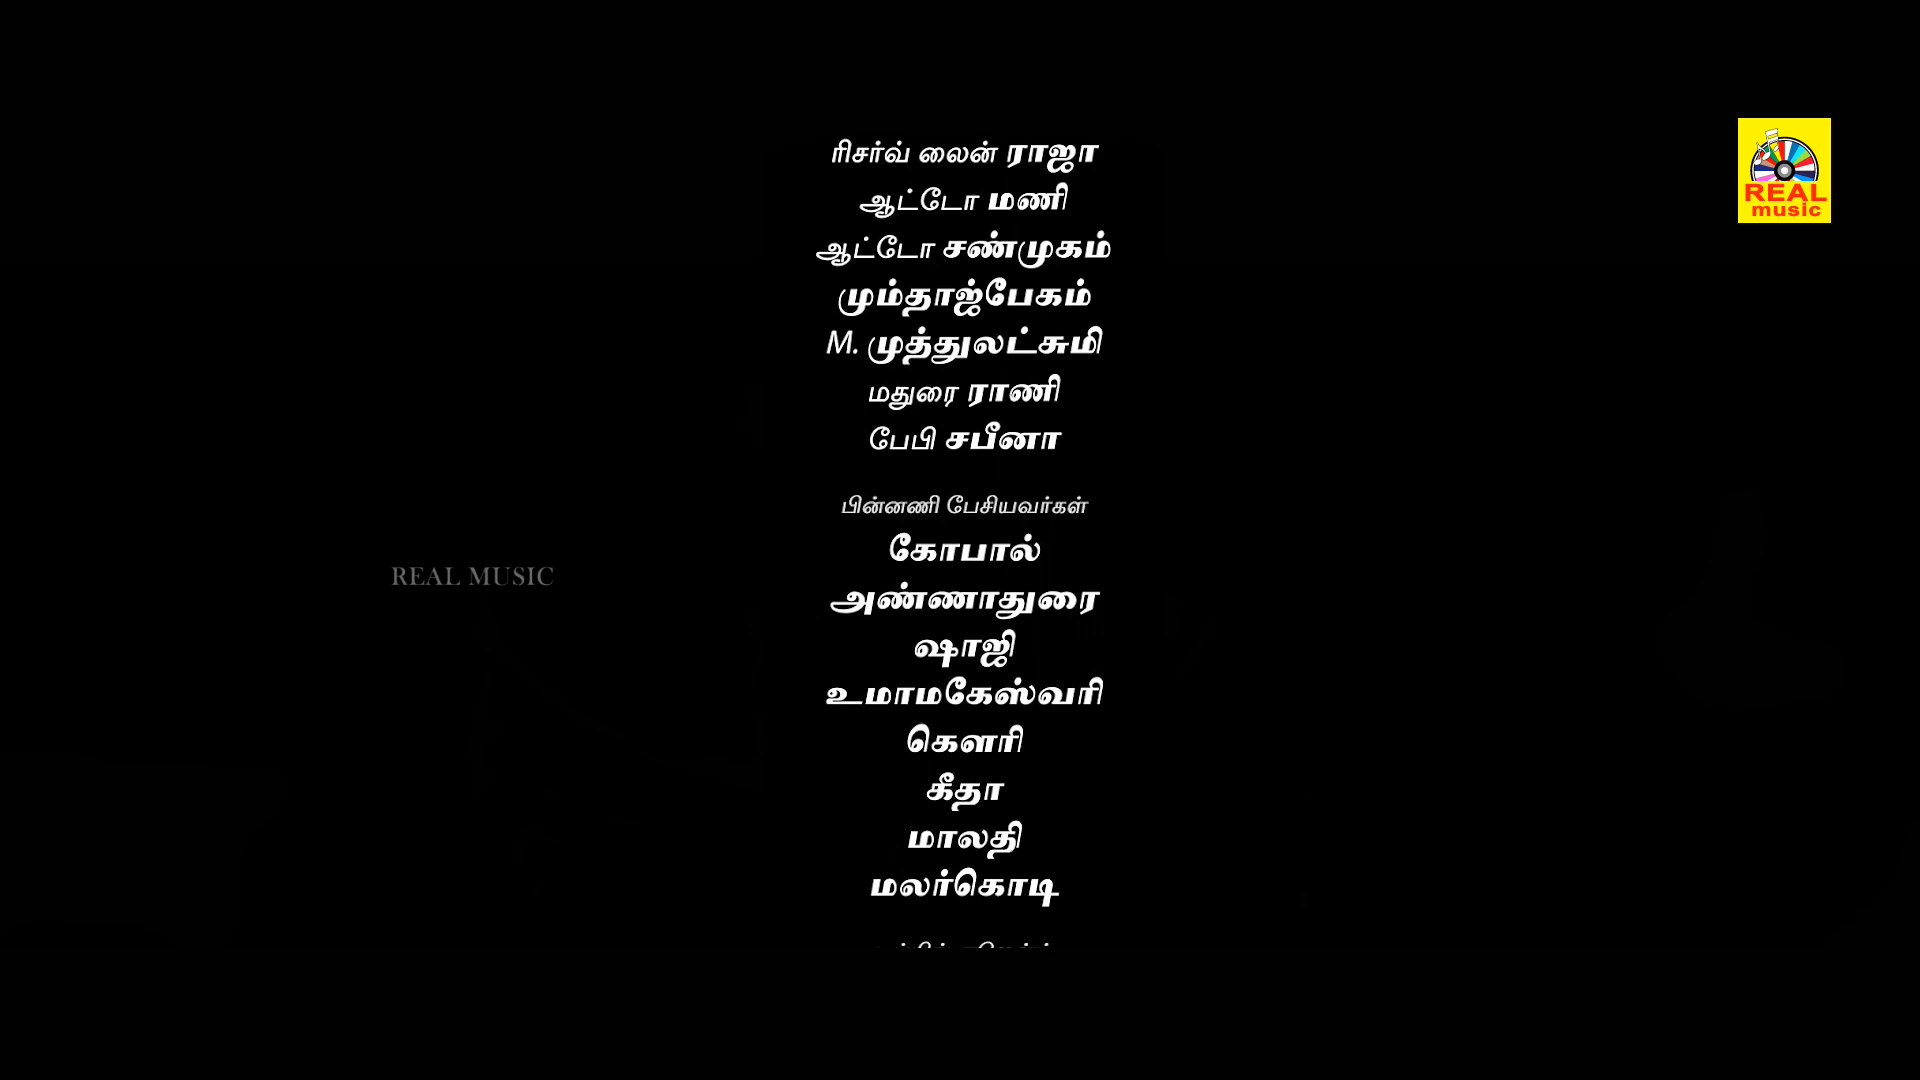 ரிசர்வ் லைன் ராஜா
ஆட்டோ மணி
ஆட்டோ சண்முகம்
மும்தாஜ்பேகம்
M. முத்துலட்சுமி
மதுரை ராணி
பேபி சபீனா
பின்னணி பேசியவர்கள்
கோபால்
அண்ணாதுரை
ஷாஜி
உமாமகேஸ்வரி
கௌரி
கீதா
மாலதி
மலர்கொடி
REAL MUSIC
REAL
music